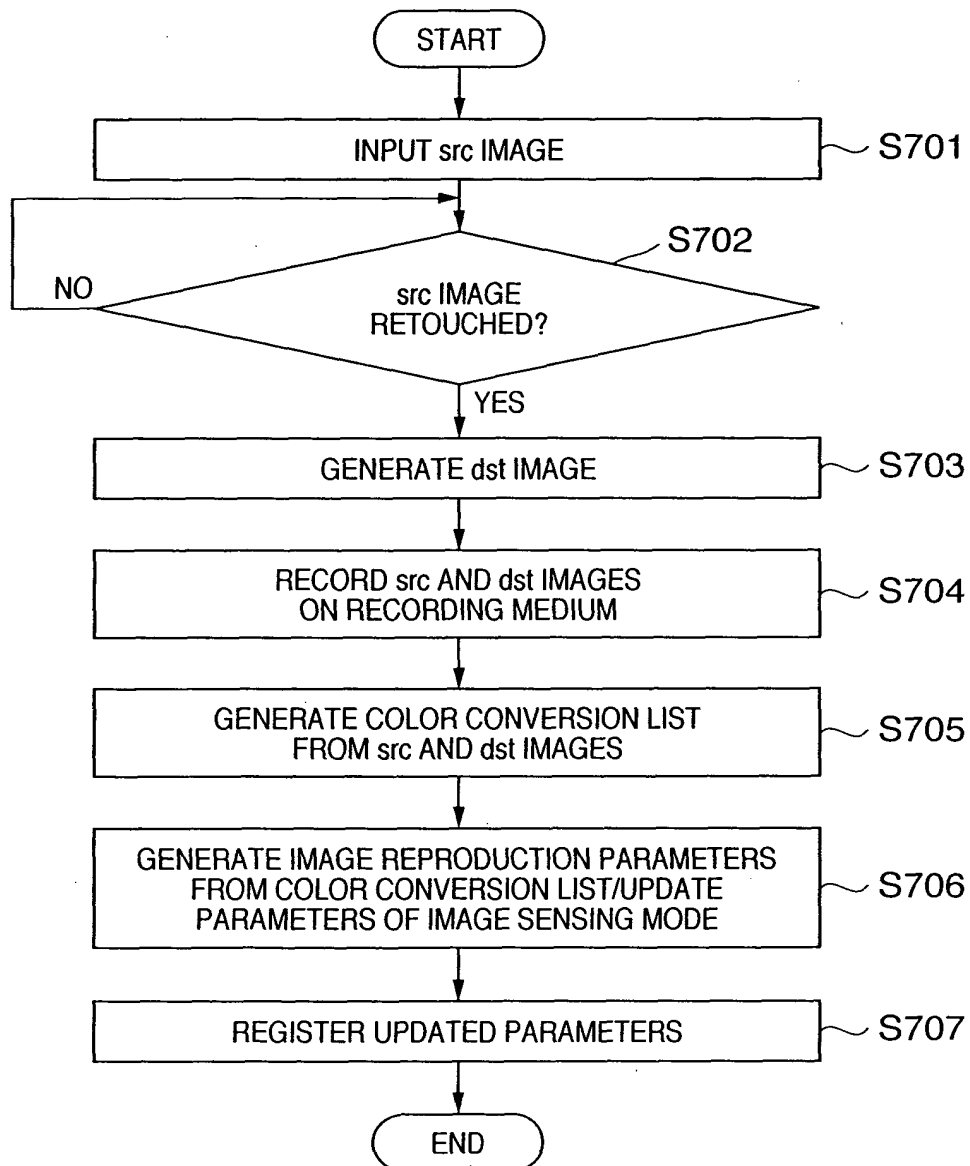 START
INPUT src IMAGE
S701
S702
NO
src IMAGE
RETOUCHED?
YES
GENERATE dst IMAGE
S703
RECORD src AND dst IMAGES
ON RECORDING MEDIUM
S704
GENERATE COLOR CONVERSION LIST
FROM src AND dst IMAGES
S705
GENERATE IMAGE REPRODUCTION PARAMETERS
FROM COLOR CONVERSION LIST/UPDATE
PARAMETERS OF IMAGE SENSING MODE
S706
REGISTER UPDATED PARAMETERS
S707
END